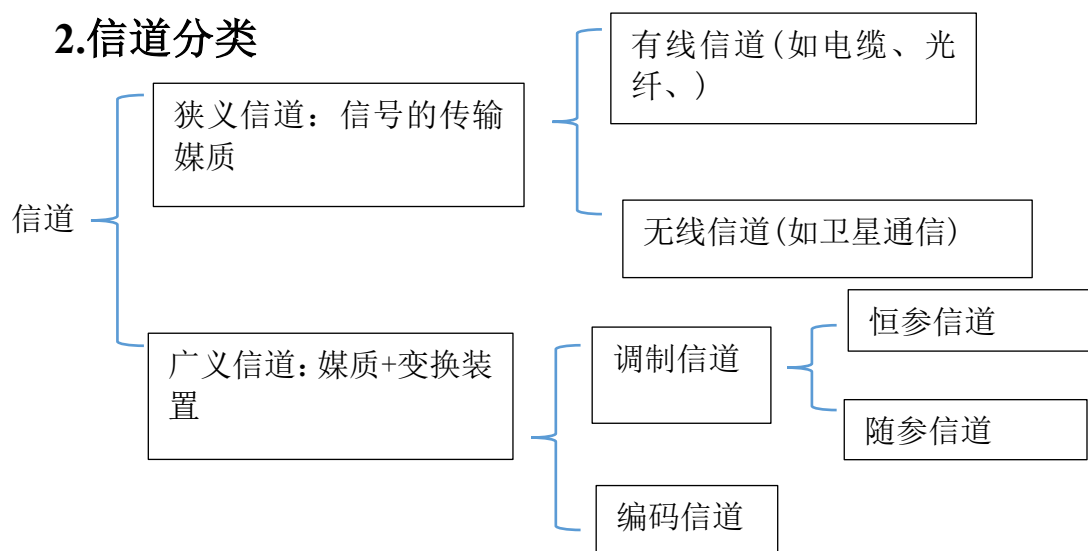 2.信道分类
有线信道(如电缆、光
纤、)
狭义信道：信号的传输
媒质
信道
无线信道(如卫星通信)
恒参信道
广义信道：媒质+变换装
置
调制信道
随参信道
编码信道